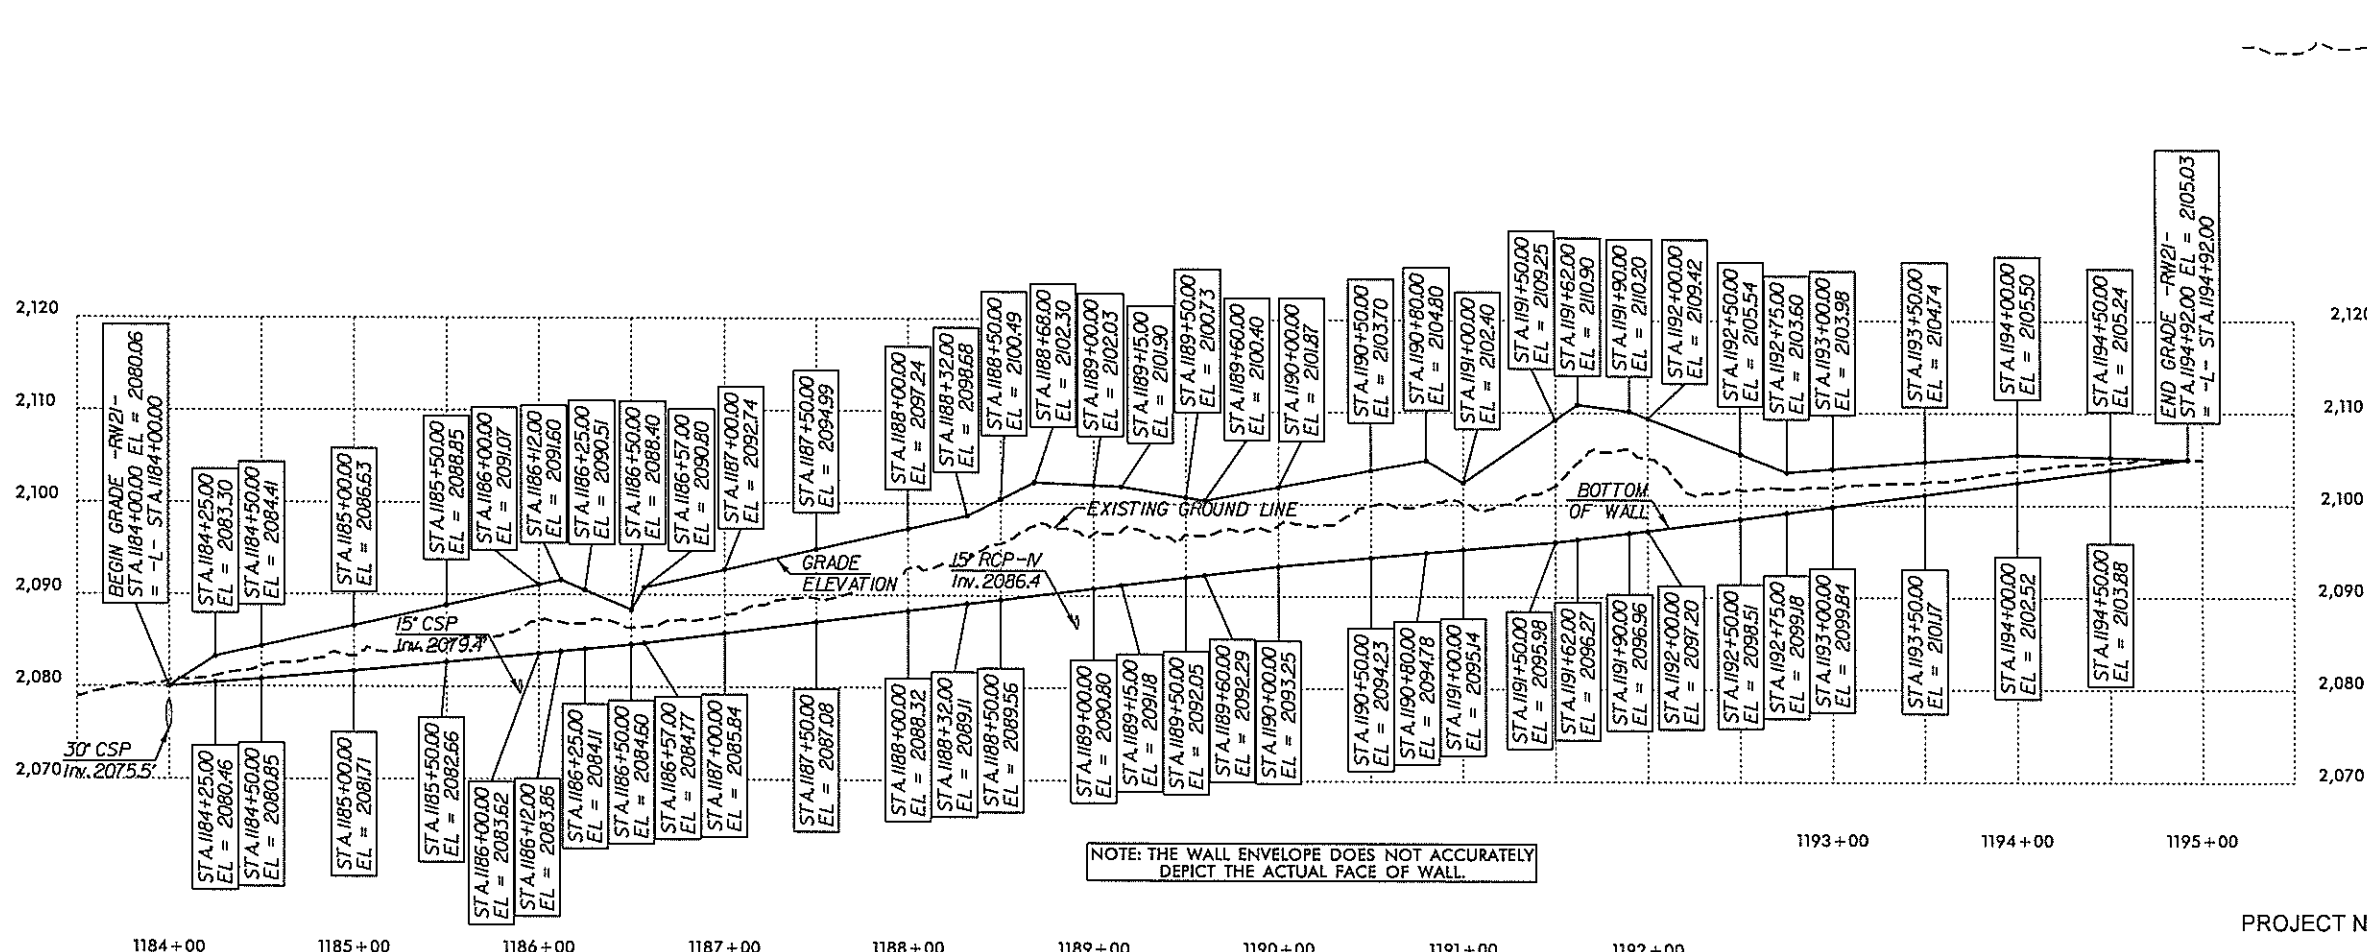 BEGIN GRADE -RW21-
STA.1184+00.00 EL = 2080.06
= -L- STA.1184+00.00
STA.1184+25.00
EL = 2083.30
STA.1184+50.00
EL = 2084.41
STA.1185+00.00
EL = 2086.63
STA.1185+50.00
EL = 2088.85
STA.1186+00.00
EL = 2091.07
STA.1186+12.00
EL = 2091.60
STA.1186+25.00
EL = 2090.51
STA.1186+50.00
EL = 2088.40
STA.1186+57.00
EL = 2090.80
STA.1187+00.00
EL = 2092.74
STA.1187+50.00
EL = 2094.99
STA.1188+00.00
EL = 2097.24
STA.1188+32.00
EL = 2098.68
STA.1188+50.00
EL = 2100.49
STA.1188+68.00
EL = 2102.30
STA.1189+00.00
EL = 2102.03
STA.1189+15.00
EL = 2101.90
STA.1189+50.00
EL = 2100.73
STA.1189+60.00
EL = 2100.40
STA.1190+00.00
EL = 2101.87
STA.1190+50.00
EL = 2103.70
STA.1190+80.00
EL = 2104.80
STA.1191+00.00
EL = 2102.40
STA.1191+50.00
EL = 2109.25
STA.1191+62.00
EL = 2110.90
STA.1191+90.00
EL = 2110.20
STA.1192+00.00
EL = 2109.42
STA.1192+50.00
EL = 2105.54
STA.1192+75.00
EL = 2103.60
STA.1193+00.00
EL = 2103.98
STA.1193+50.00
EL = 2104.74
STA.1194+00.00
EL = 2105.50
STA.1194+50.00
EL = 2105.24
END GRADE -RW21-
STA.1194+92.00 EL = 2105.03
= -L- STA.1194+92.00
2,120
2,110
2,100
2,090
2,080
2,070
2,120
2,110
2,100
2,090
2,080
2,070
EXISTING GROUND LINE
BOTTOM
OF WALL
GRADE
ELEVATION
15" RCP-IV
Inv.2086.4
15" CSP
Inv.2079.4'
30" CSP
Inv.2075.5'
STA.1184+25.00
EL = 2080.46
STA.1184+50.00
EL = 2080.85
STA.1185+00.00
EL = 2081.71
STA.1185+50.00
EL = 2082.66
STA.1186+00.00
EL = 2083.62
STA.1186+12.00
EL = 2083.86
STA.1186+25.00
EL = 2084.11
STA.1186+50.00
EL = 2084.60
STA.1186+57.00
EL = 2084.77
STA.1187+00.00
EL = 2085.84
STA.1187+50.00
EL = 2087.08
STA.1188+00.00
EL = 2088.32
STA.1188+32.00
EL = 2089.11
STA.1188+50.00
EL = 2089.56
STA.1189+00.00
EL = 2090.80
STA.1189+15.00
EL = 2091.18
STA.1189+50.00
EL = 2092.05
STA.1189+60.00
EL = 2092.29
STA.1190+00.00
EL = 2093.25
STA.1190+50.00
EL = 2094.23
STA.1190+80.00
EL = 2094.78
STA.1191+00.00
EL = 2095.14
STA.1191+50.00
EL = 2095.98
STA.1191+62.00
EL = 2096.27
STA.1191+90.00
EL = 2096.96
STA.1192+00.00
EL = 2097.20
STA.1192+50.00
EL = 2098.51
STA.1192+75.00
EL = 2099.18
STA.1193+00.00
EL = 2099.84
STA.1193+50.00
EL = 2101.17
STA.1194+00.00
EL = 2102.52
STA.1194+50.00
EL = 2103.88
1193+00 1194+00 1195+00
NOTE: THE WALL ENVELOPE DOES NOT ACCURATELY
DEPICT THE ACTUAL FACE OF WALL.
PROJECT N
1184+00 1185+00 1186+00 1187+00 1188+00 1189+00 1190+00 1191+00 1192+00